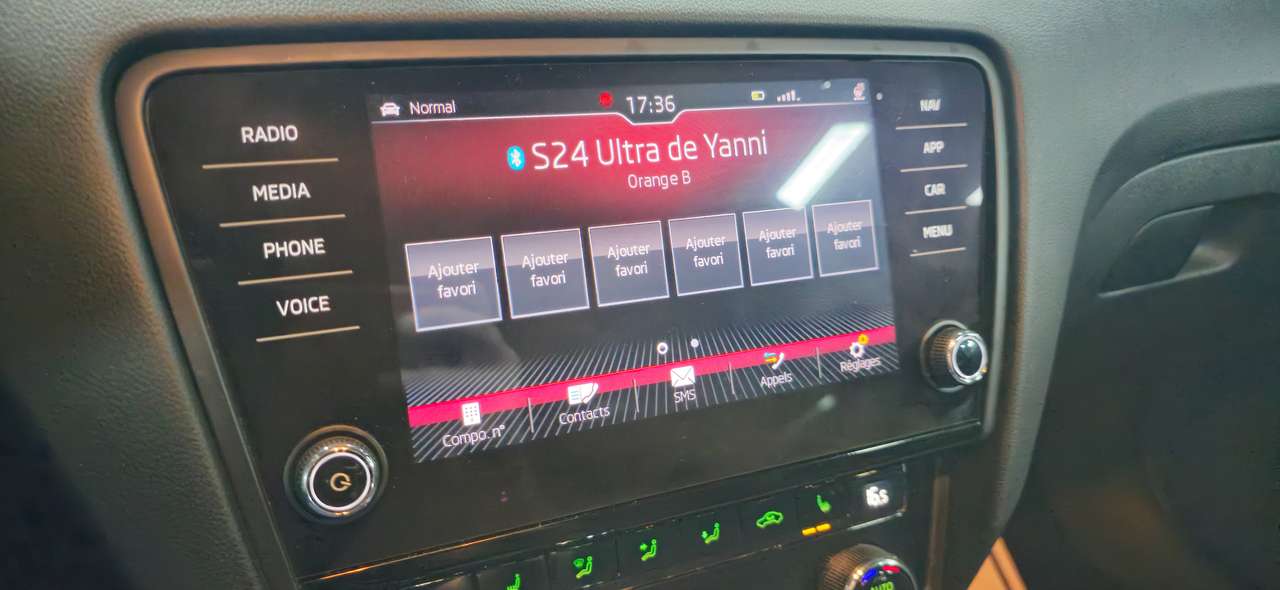 Normal
17:36
RADIO
MEDIA
PHONE
VOICE
S24 Ultra de Yanni
Orange B
Ajouter
favori
Ajouter
favori
Ajouter
favori
Ajouter
favori
Ajouter
favori
Ajouter
favori
Compo. n°
Contacts
SMS
Appels
Réglages
NAV
APP
CAR
MENU
AUTO